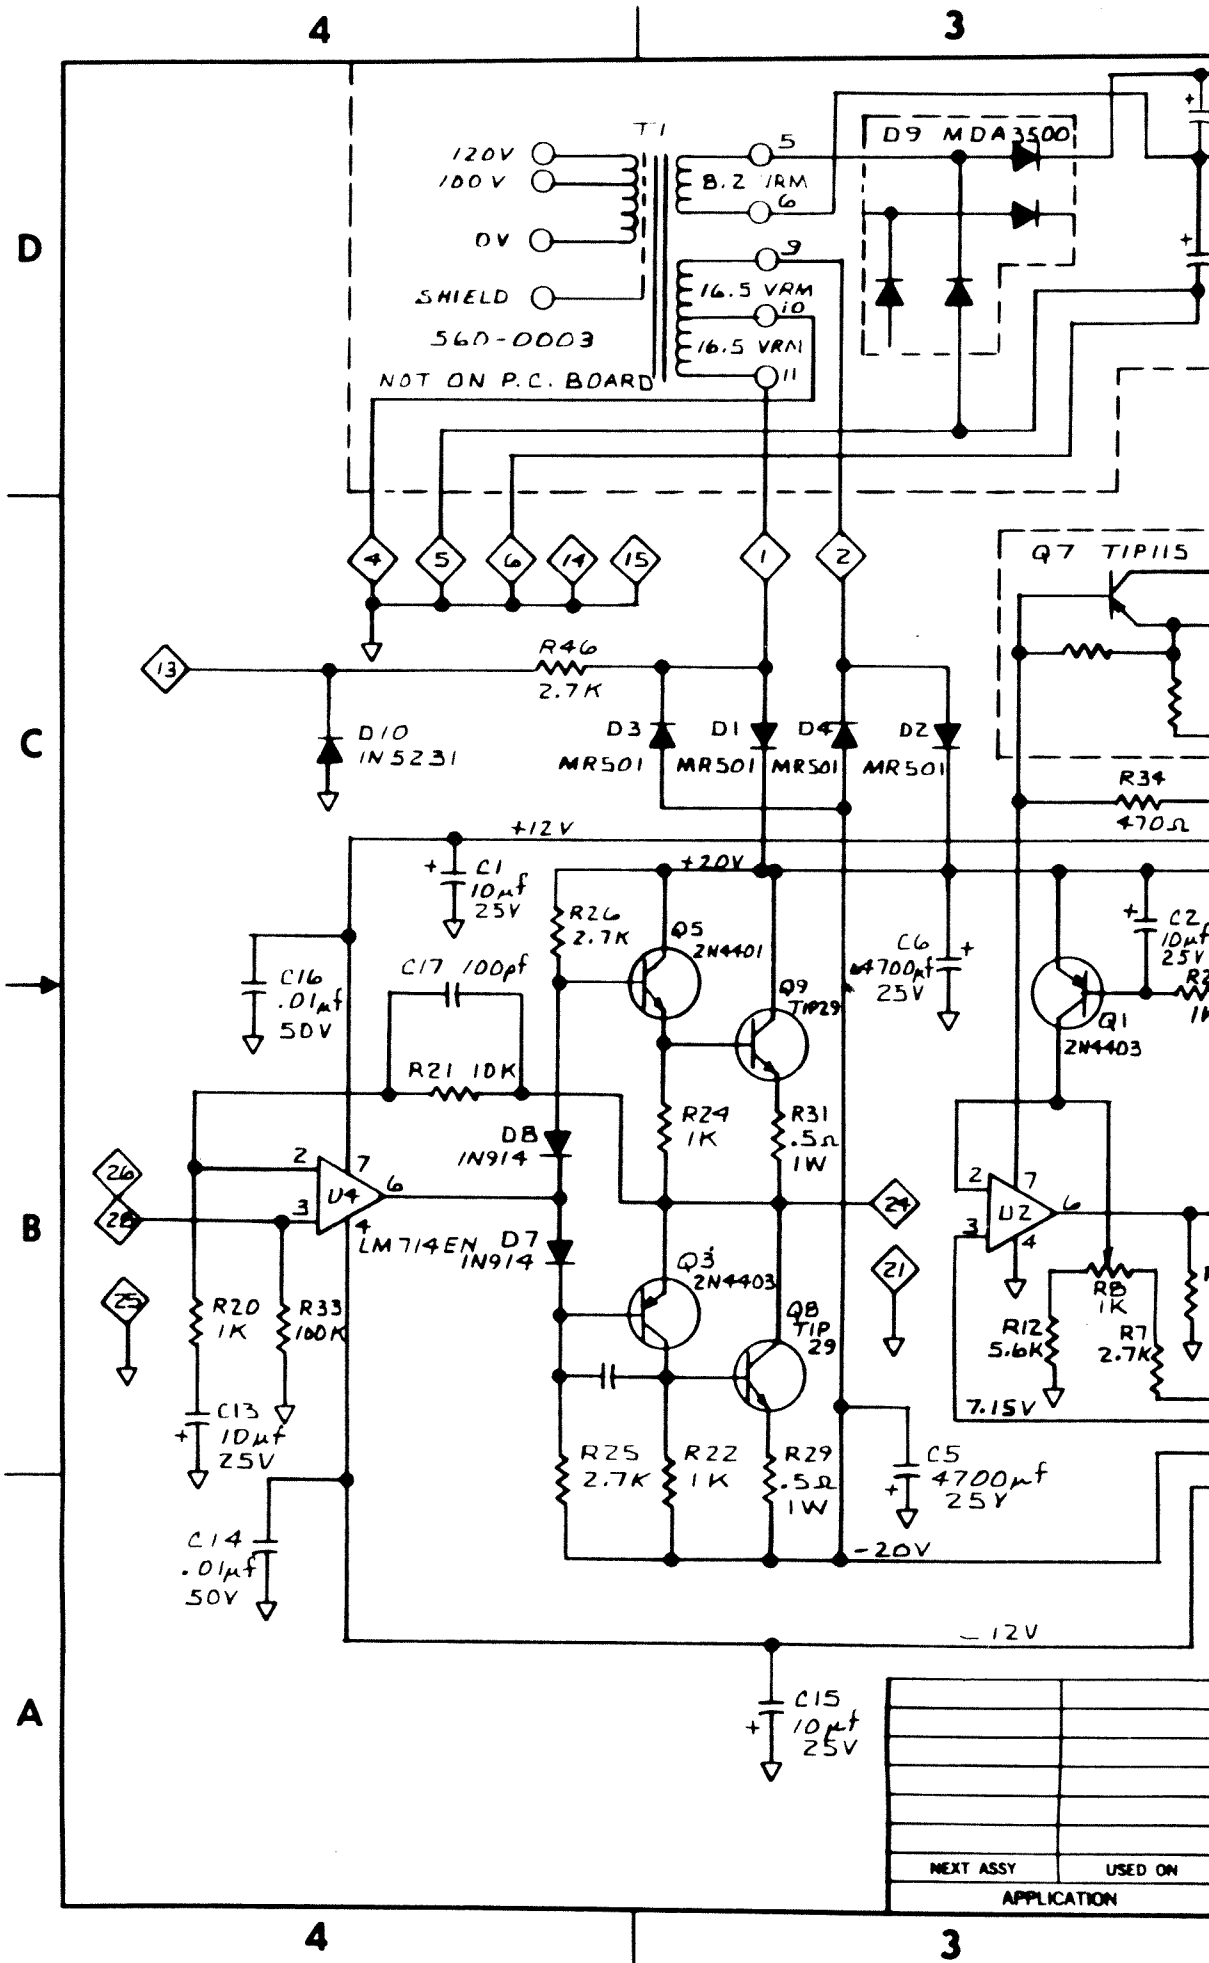 4 3
T1
D9 MDA3500
120V
100V
0V
SHIELD
560-0003
NOT ON P.C. BOARD
5
8.2 VRM
6
9
16.5 VRM
10
16.5 VRM
11
+
+
D
4 5 6 14 15 1 2
Q7 TIP115
13
R46
2.7K
D10
1N5231
D3
MR501
D1
MR501
D4
MR501
D2
MR501
R34
470Ω
C
+12V
+20V
+ C1
10µf
25V
R26
2.7K
Q5
2N4401
C6 +
4700µf
25V
+ C2
10µf
25V
C16
.01µf
50V
C17 100pf
Q9
TIP29
Q1
2N4403
R21 10K
R24
1K
R31
.5Ω
1W
D8
1N914
26
28
25
2 7
3 U4 6
4
LM714EN
D7
1N914
24
21
2 7
3 U2 6
4
B
Q3
2N4403
Q8
TIP
29
R20
1K
R33
100K
R8
1K
R12
5.6K
R7
2.7K
7.15V
C13
+ 10µf
25V
R25
2.7K
R22
1K
R29
.5Ω
1W
C5
+ 4700µf
25V
C14
.01µf
50V
-20V
-12V
A
C15
+ 10µf
25V
NEXT ASSY USED ON
APPLICATION
4 3